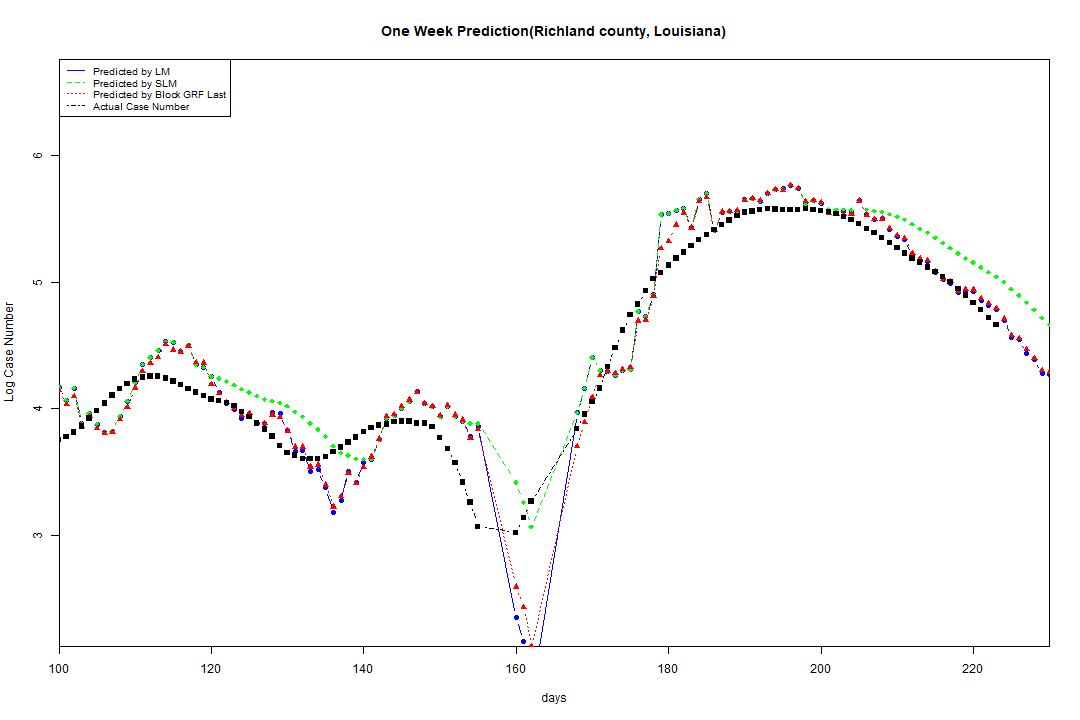 One Week Prediction(Richland county, Louisiana)
Predicted by LM
Predicted by SLM
Predicted by Block GRF Last
Actual Case Number
Log Case Number
6
5
4
3
100 120 140 160 180 200 220
days